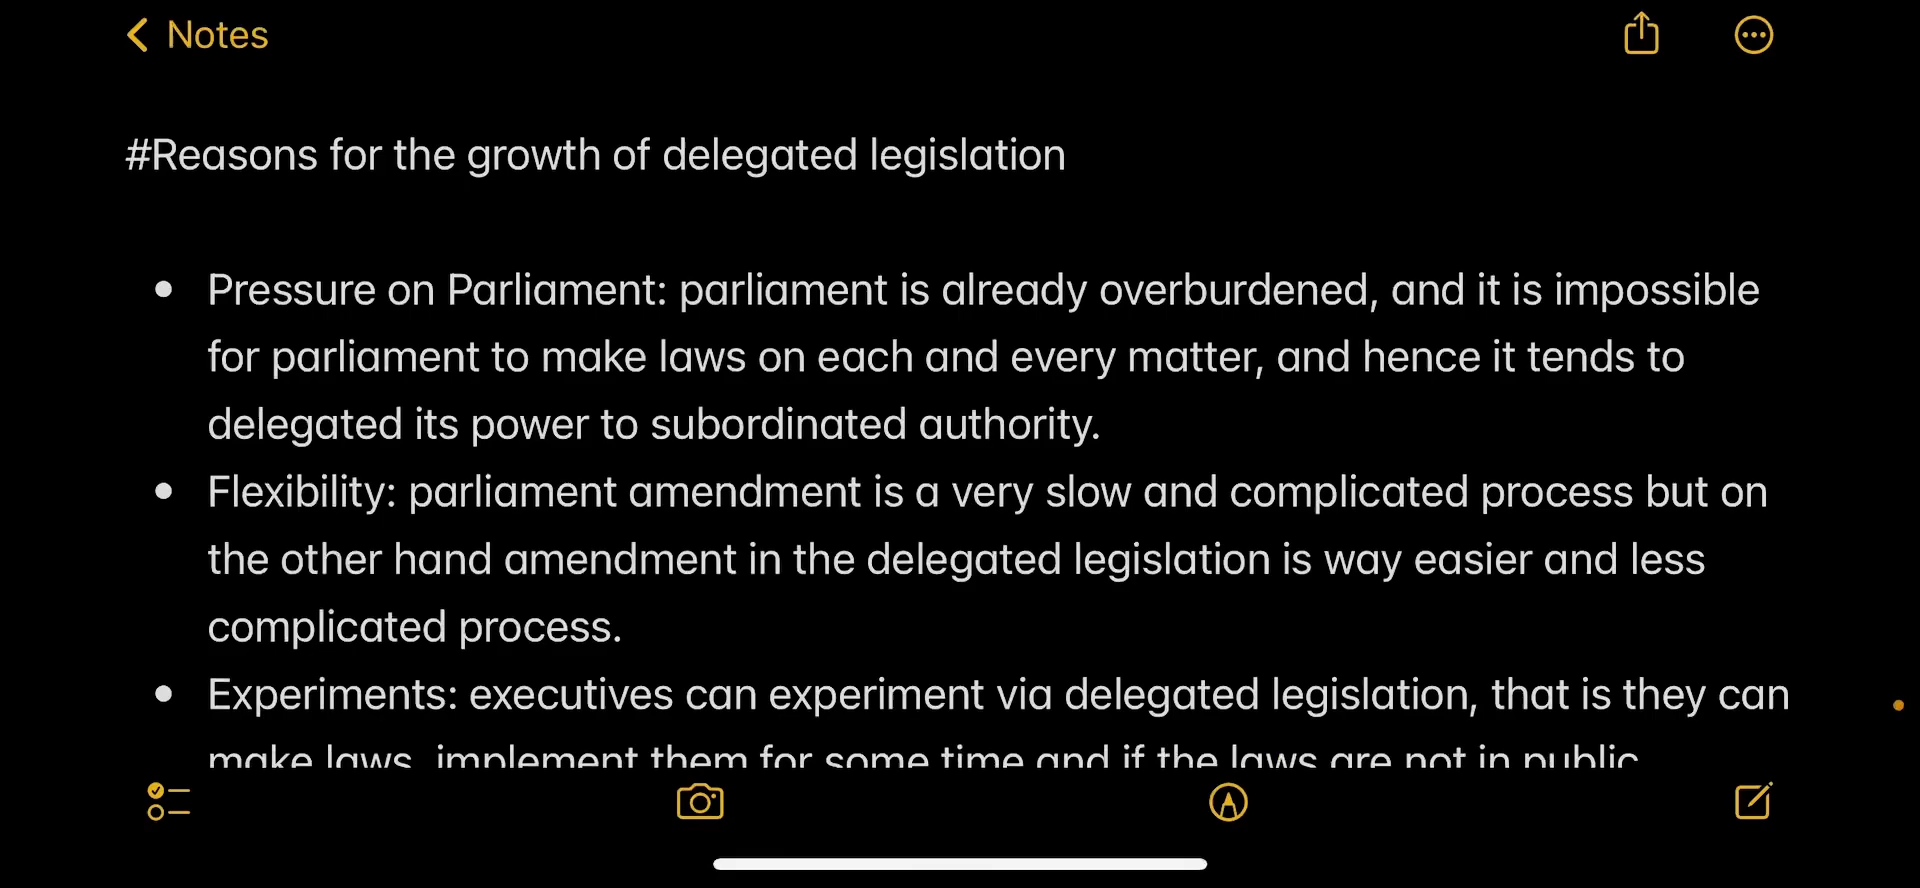 Notes
#Reasons for the growth of delegated legislation
Pressure on Parliament: parliament is already overburdened, and it is impossible
for parliament to make laws on each and every matter, and hence it tends to
delegated its power to subordinated authority.
Flexibility: parliament amendment is a very slow and complicated process but on
the other hand amendment in the delegated legislation is way easier and less
complicated process.
Experiments: executives can experiment via delegated legislation, that is they can
make laws, implement them for some time and if the laws are not in public